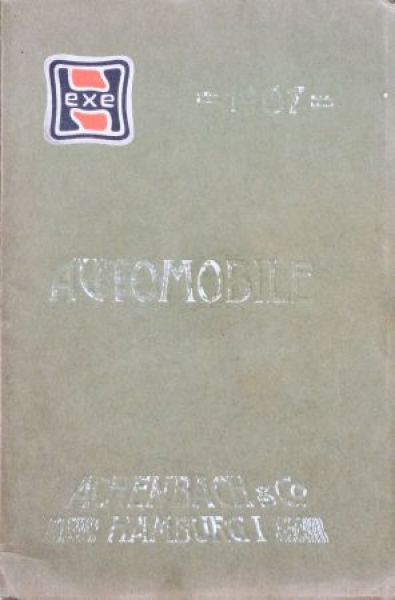 exe
1907
AUTOMOBILE
ACHENBACH & Co
HAMBURG I